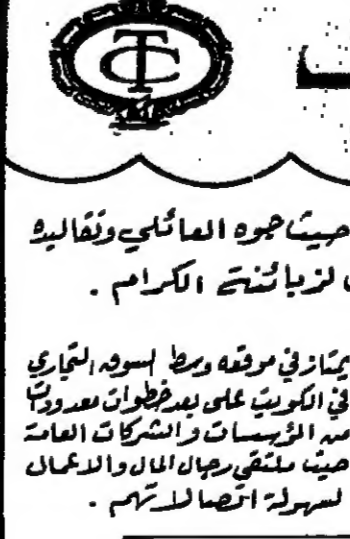 TC
حيث جوه العائلي وتقاليده
لزبائنه الكرام .
يمتاز في موقعه وسط السوق التجاري
في الكويت على بعد خطوات معدودات
من المؤسسات والشركات العامة
حيث ملتقى رجال المال والاعمال
لسهولة اتصالاتهم .